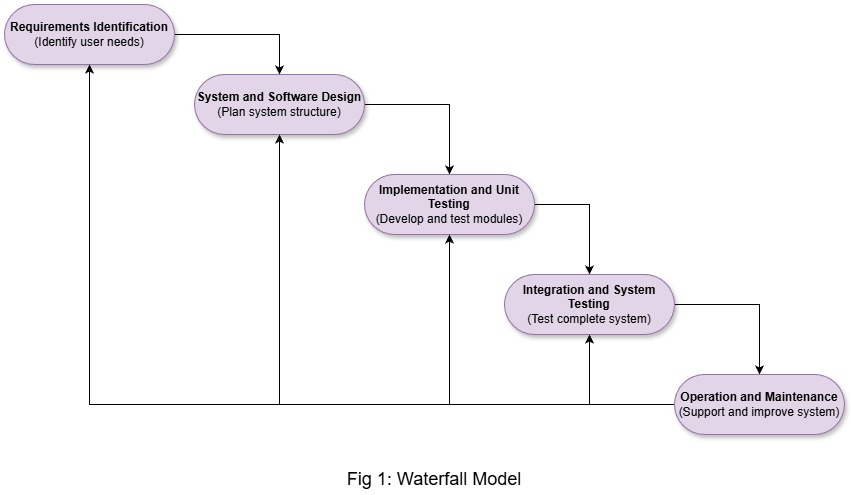 Requirements Identification
(Identify user needs)
System and Software Design
(Plan system structure)
Implementation and Unit
Testing
(Develop and test modules)
Integration and System
Testing
(Test complete system)
Operation and Maintenance
(Support and improve system)
Fig 1: Waterfall Model